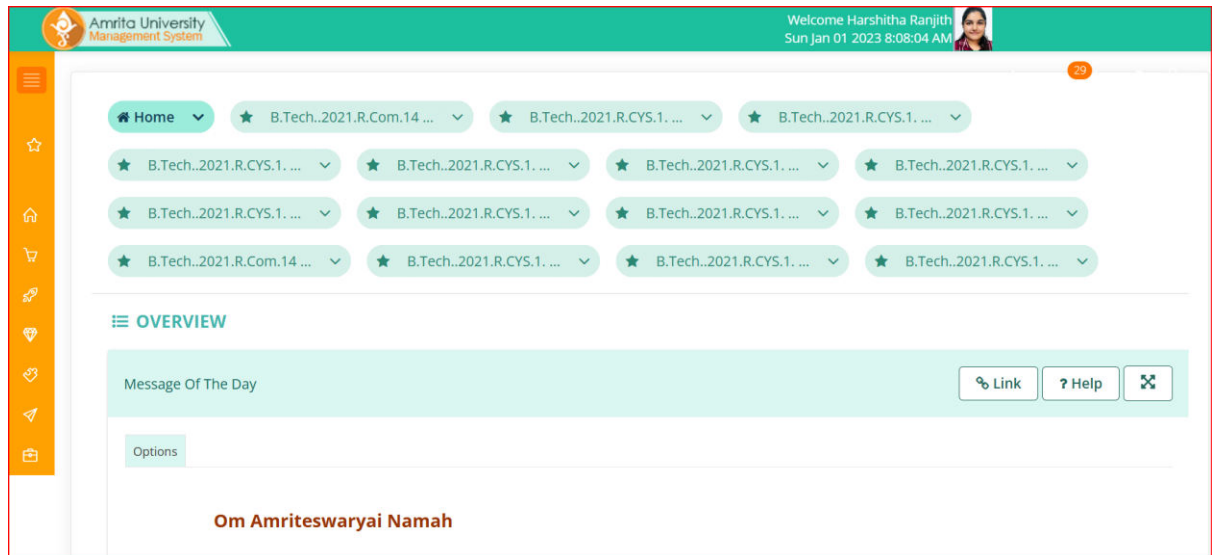 Amrita University
Management System
Welcome Harshitha Ranjith
Sun Jan 01 2023 8:08:04 AM
29
Home
B.Tech..2021.R.Com.14 ...
B.Tech..2021.R.CYS.1. ...
B.Tech..2021.R.CYS.1. ...
B.Tech..2021.R.CYS.1. ...
B.Tech..2021.R.CYS.1. ...
B.Tech..2021.R.CYS.1. ...
B.Tech..2021.R.CYS.1. ...
B.Tech..2021.R.CYS.1. ...
B.Tech..2021.R.CYS.1. ...
B.Tech..2021.R.CYS.1. ...
B.Tech..2021.R.CYS.1. ...
B.Tech..2021.R.Com.14 ...
B.Tech..2021.R.CYS.1. ...
B.Tech..2021.R.CYS.1. ...
B.Tech..2021.R.CYS.1. ...
OVERVIEW
Message Of The Day
Link
? Help
Options
Om Amriteswaryai Namah